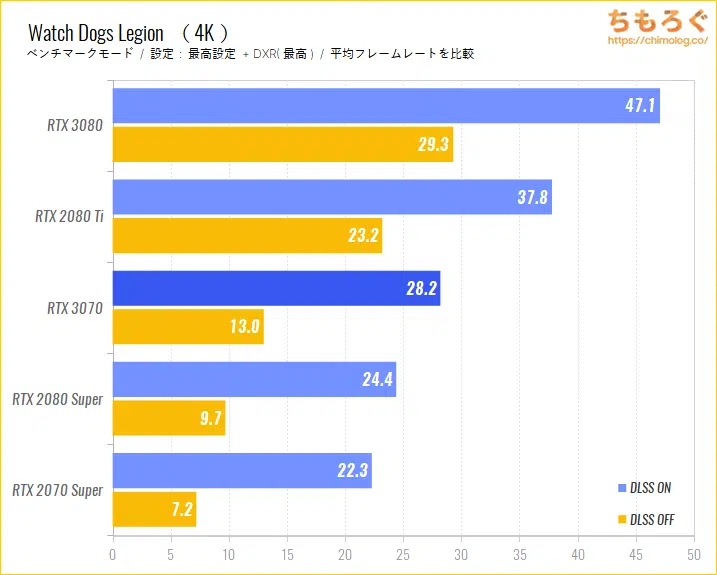 ちもろぐ
https://chimolog.co/
Watch Dogs Legion （ 4K ）
ベンチマークモード / 設定 : 最高設定 + DXR( 最高 ) / 平均フレームレートを比較
RTX 3080
47.1
29.3
RTX 2080 Ti
37.8
23.2
RTX 3070
28.2
13.0
RTX 2080 Super
24.4
9.7
RTX 2070 Super
22.3
7.2
DLSS ON
DLSS OFF
0 5 10 15 20 25 30 35 40 45 50